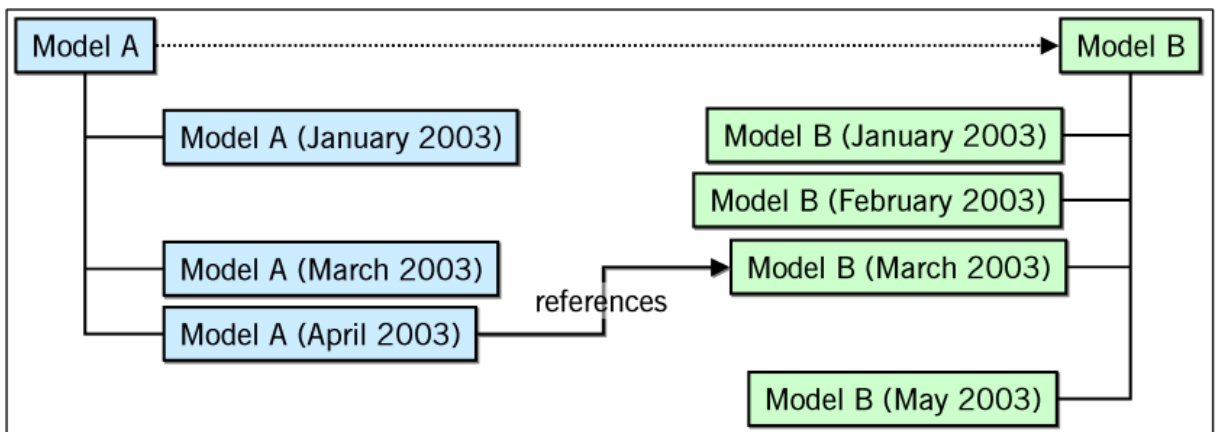 Model A
Model B
Model A (January 2003)
Model B (January 2003)
Model B (February 2003)
Model A (March 2003)
Model B (March 2003)
references
Model A (April 2003)
Model B (May 2003)